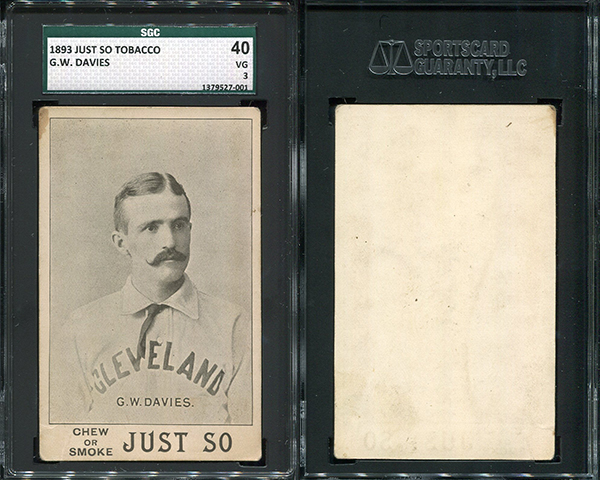 SGC
1893 JUST SO TOBACCO
G.W. DAVIES
40
VG
3
1379527-001
CLEVELAND
G.W. DAVIES.
CHEW
OR
SMOKE
JUST SO
SPORTSCARD
GUARANTY, LLC